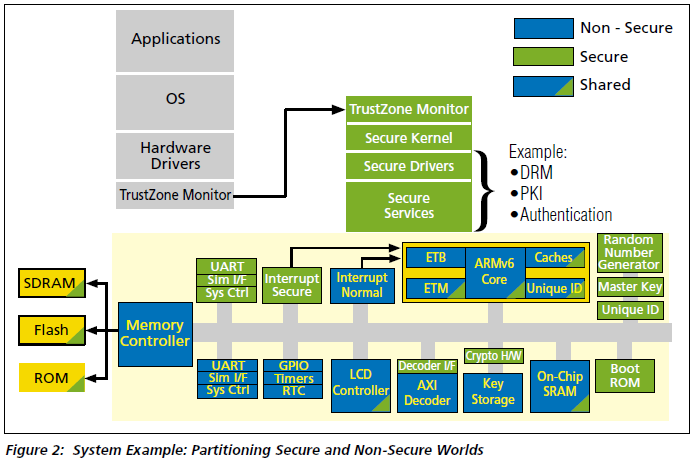 Applications
OS
Hardware
Drivers
TrustZone Monitor
TrustZone Monitor
Secure Kernel
Secure Drivers
Secure
Services
Example:
•DRM
•PKI
•Authentication
Non - Secure
Secure
Shared
SDRAM
Flash
ROM
Memory
Controller
UART
Sim I/F
Sys Ctrl
Interrupt
Secure
Interrupt
Normal
ETB
ETM
ARMv6
Core
Caches
Unique ID
Random
Number
Generator
Master Key
Unique ID
UART
Sim I/F
Sys Ctrl
GPIO
Timers
RTC
LCD
Controller
Decoder I/F
AXI
Decoder
Crypto H/W
Key
Storage
On-Chip
SRAM
Boot
ROM
Figure 2: System Example: Partitioning Secure and Non-Secure Worlds